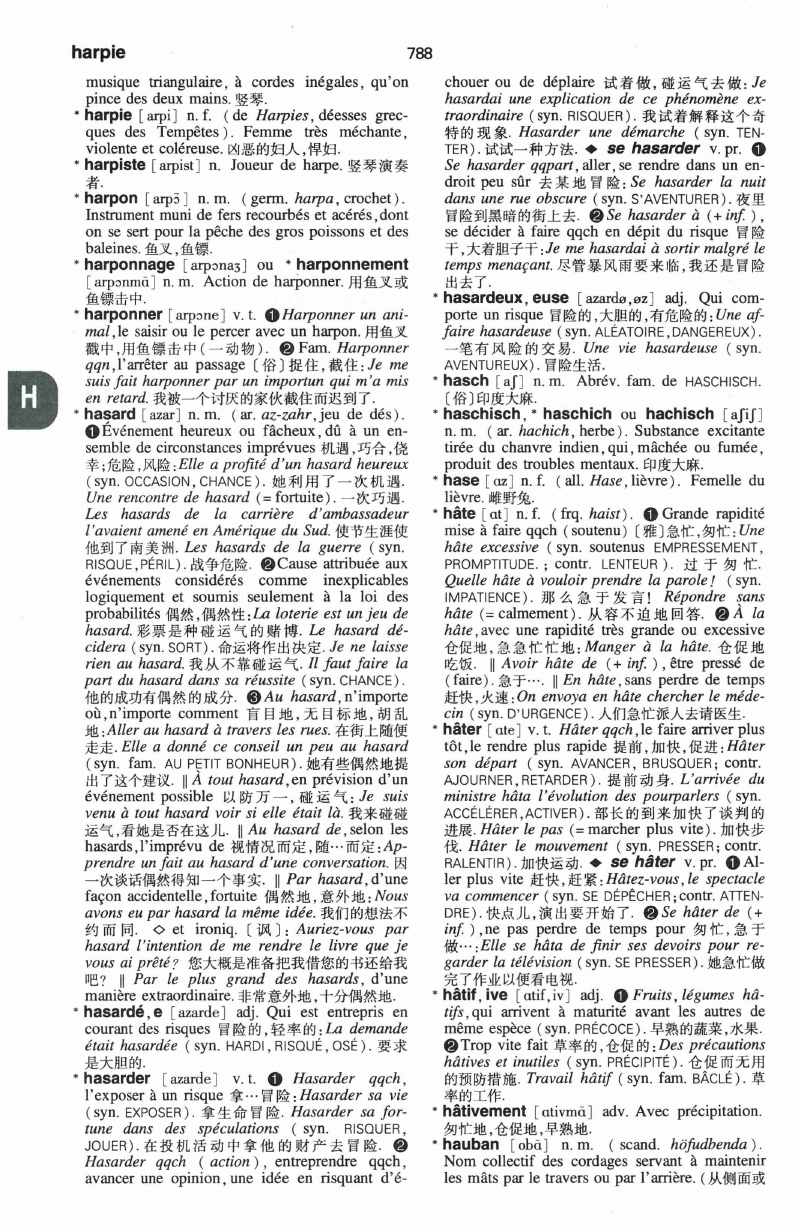 harpie
788
musique triangulaire, à cordes inégales, qu'on
pince des deux mains. 竖琴.
* harpie [arpi] n. f. (de Harpies, déesses grec-
ques des Tempêtes). Femme très méchante,
violente et coléreuse. 凶恶的妇人,悍妇.
* harpiste [arpist] n. Joueur de harpe. 竖琴演奏
者.
* harpon [arpɔ̃] n. m. (germ. harpa, crochet).
Instrument muni de fers recourbés et acérés,dont
on se sert pour la pêche des gros poissons et des
baleines. 鱼叉,鱼镖.
* harponnage [arpɔnaʒ] ou * harponnement
[arpɔnmɑ̃] n. m. Action de harponner. 用鱼叉或
鱼镖击中.
* harponner [arpɔne] v. t. ❶Harponner un ani-
mal,le saisir ou le percer avec un harpon. 用鱼叉
戳中,用鱼镖击中(一动物). ❷ Fam. Harponner
qqn,l'arrêter au passage〔俗〕捉住,截住:Je me
suis fait harponner par un importun qui m'a mis
en retard. 我被一个讨厌的家伙截住而迟到了.
H
* hasard [azar] n. m. (ar. az-zahr,jeu de dés).
❶Événement heureux ou fâcheux,dû à un en-
semble de circonstances imprévues 机遇,巧合,侥
幸;危险,风险:Elle a profité d'un hasard heureux
(syn. OCCASION, CHANCE). 她利用了一次机遇.
Une rencontre de hasard (= fortuite). 一次巧遇.
Les hasards de la carrière d'ambassadeur
l'avaient amené en Amérique du Sud. 使节生涯使
他到了南美洲. Les hasards de la guerre (syn.
RISQUE,PÉRIL). 战争危险. ❷Cause attribuée aux
événements considérés comme inexplicables
logiquement et soumis seulement à la loi des
probabilités 偶然,偶然性:La loterie est un jeu de
hasard. 彩票是种碰运气的赌博. Le hasard dé-
cidera (syn. SORT). 命运将作出决定. Je ne laisse
rien au hasard. 我从不靠碰运气. Il faut faire la
part du hasard dans sa réussite (syn. CHANCE).
他的成功有偶然的成分. ❸Au hasard,n'importe
où,n'importe comment 盲目地,无目标地,胡乱
地:Aller au hasard à travers les rues. 在街上随便
走走. Elle a donné ce conseil un peu au hasard
(syn. fam. AU PETIT BONHEUR). 她有些偶然地提
出了这个建议. ‖ À tout hasard,en prévision d'un
événement possible 以防万一,碰运气: Je suis
venu à tout hasard voir si elle était là. 我来碰碰
运气,看她是否在这儿. ‖ Au hasard de,selon les
hasards,l'imprévu de 视情况而定,随…而定:Ap-
prendre un fait au hasard d'une conversation. 因
一次谈话偶然得知一个事实. ‖ Par hasard,d'une
façon accidentelle,fortuite 偶然地,意外地:Nous
avons eu par hasard la même idée. 我们的想法不
约而同. ◇ et ironiq.〔讽〕: Auriez-vous par
hasard l'intention de me rendre le livre que je
vous ai prêté? 您大概是准备把我借您的书还给我
吧? ‖ Par le plus grand des hasards, d'une
manière extraordinaire. 非常意外地,十分偶然地.
* hasardé, e [azarde] adj. Qui est entrepris en
courant des risques 冒险的,轻率的:La demande
était hasardée (syn. HARDI,RISQUÉ,OSÉ). 要求
是大胆的.
* hasarder [azarde] v. t. ❶ Hasarder qqch,
l'exposer à un risque 拿…冒险:Hasarder sa vie
(syn. EXPOSER). 拿生命冒险. Hasarder sa for-
tune dans des spéculations (syn. RISQUER,
JOUER). 在投机活动中拿他的财产去冒险. ❷
Hasarder qqch (action), entreprendre qqch,
avancer une opinion,une idée en risquant d'é-
chouer ou de déplaire 试着做,碰运气去做: Je
hasardai une explication de ce phénomène ex-
traordinaire (syn. RISQUER). 我试着解释这个奇
特的现象. Hasarder une démarche (syn. TEN-
TER). 试试一种方法. ◆ se hasarder v. pr. ❶
Se hasarder qqpart,aller,se rendre dans un en-
droit peu sûr 去某地冒险:Se hasarder la nuit
dans une rue obscure (syn. S'AVENTURER). 夜里
冒险到黑暗的街上去. ❷Se hasarder à (+ inf.),
se décider à faire qqch en dépit du risque 冒险
干,大着胆子干:Je me hasardai à sortir malgré le
temps menaçant. 尽管暴风雨要来临,我还是冒险
出去了.
* hasardeux, euse [azardø,øz] adj. Qui com-
porte un risque 冒险的,大胆的,有危险的:Une af-
faire hasardeuse (syn. ALÉATOIRE,DANGEREUX).
一笔有风险的交易. Une vie hasardeuse (syn.
AVENTUREUX). 冒险生活.
* hasch [aʃ] n. m. Abrév. fam. de HASCHISCH.
〔俗〕印度大麻.
* haschisch, * haschich ou hachisch [aʃiʃ]
n. m. (ar. hachich, herbe). Substance excitante
tirée du chanvre indien,qui,mâchée ou fumée,
produit des troubles mentaux. 印度大麻.
* hase [ɑz] n. f. (all. Hase,lièvre). Femelle du
lièvre. 雌野兔.
* hâte [ɑt] n. f. (frq. haist). ❶ Grande rapidité
mise à faire qqch (soutenu)〔雅〕急忙,匆忙:Une
hâte excessive (syn. soutenus EMPRESSEMENT,
PROMPTITUDE.; contr. LENTEUR). 过于匆忙.
Quelle hâte à vouloir prendre la parole! (syn.
IMPATIENCE). 那么急于发言! Répondre sans
hâte (= calmement). 从容不迫地回答. ❷ À la
hâte,avec une rapidité très grande ou excessive
仓促地,急急忙忙地:Manger à la hâte. 仓促地
吃饭. ‖ Avoir hâte de (+ inf.),être pressé de
(faire). 急于…. ‖ En hâte,sans perdre de temps
赶快,火速:On envoya en hâte chercher le méde-
cin (syn. D'URGENCE). 人们急忙派人去请医生.
* hâter [ɑte] v. t. Hâter qqch,le faire arriver plus
tôt,le rendre plus rapide 提前,加快,促进:Hâter
son départ (syn. AVANCER, BRUSQUER; contr.
AJOURNER,RETARDER). 提前动身. L'arrivée du
ministre hâta l'évolution des pourparlers (syn.
ACCÉLÉRER,ACTIVER). 部长的到来加快了谈判的
进展. Hâter le pas (= marcher plus vite). 加快步
伐. Hâter le mouvement (syn. PRESSER; contr.
RALENTIR). 加快运动. ◆ se hâter v. pr. ❶Al-
ler plus vite 赶快,赶紧:Hâtez-vous,le spectacle
va commencer (syn. SE DÉPÊCHER;contr. ATTEN-
DRE). 快点儿,演出要开始了. ❷ Se hâter de (+
inf.),ne pas perdre de temps pour 匆忙,急于
做…:Elle se hâta de finir ses devoirs pour re-
garder la télévision (syn. SE PRESSER). 她急忙做
完了作业以便看电视.
* hâtif, ive [ɑtif,iv] adj. ❶ Fruits, légumes hâ-
tifs,qui arrivent à maturité avant les autres de
même espèce (syn. PRÉCOCE). 早熟的蔬菜,水果.
❷Trop vite fait 草率的,仓促的:Des précautions
hâtives et inutiles (syn. PRÉCIPITÉ). 仓促而无用
的预防措施. Travail hâtif (syn. fam. BÂCLÉ). 草
率的工作.
* hâtivement [ɑtivmɑ̃] adv. Avec précipitation.
匆忙地,仓促地,早熟地.
* hauban [obɑ̃] n. m. (scand. höfudbenda).
Nom collectif des cordages servant à maintenir
les mâts par le travers ou par l'arrière. (从侧面或